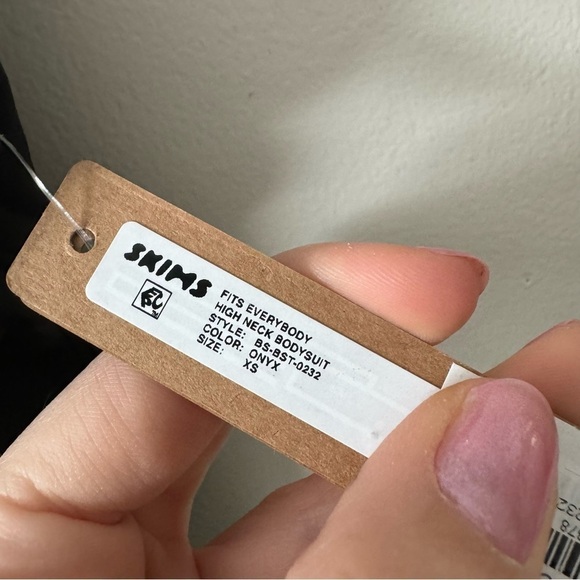 SKIMS
FITS EVERYBODY
HIGH NECK BODYSUIT
STYLE: BS-BST-0232
COLOR: ONYX
SIZE: XS